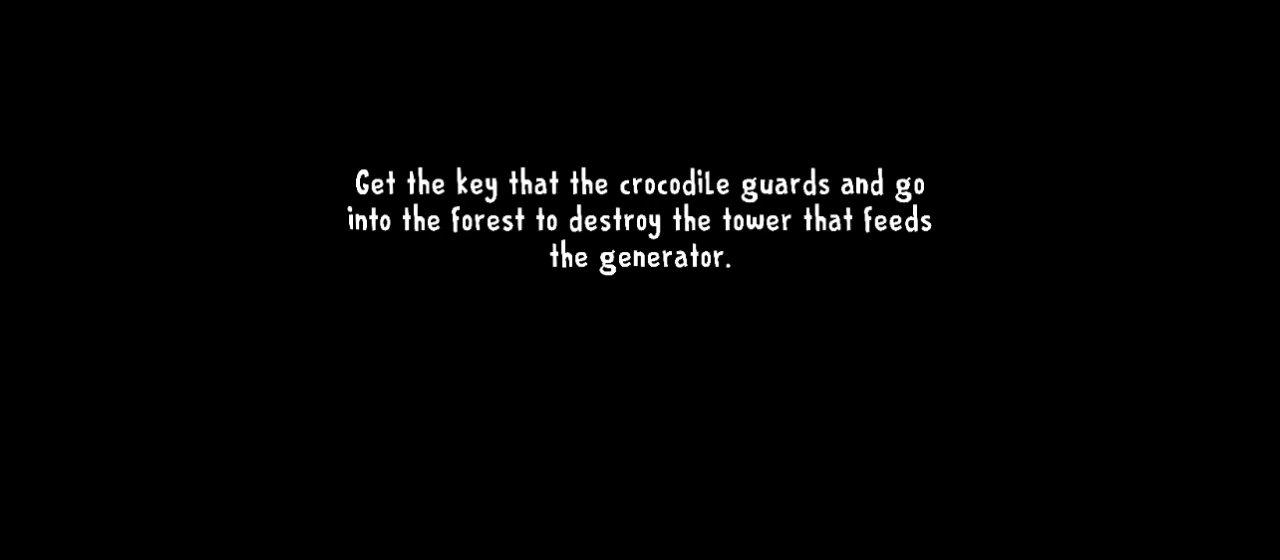 Get the key that the crocodile guards and go
into the forest to destroy the tower that feeds
the generator.